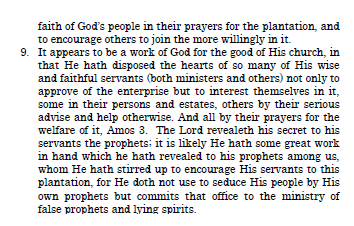 faith of God's people in their prayers for the plantation, and
to encourage others to join the more willingly in it.
9. It appears to be a work of God for the good of His church, in
that He hath disposed the hearts of so many of His wise
and faithful servants (both ministers and others) not only to
approve of the enterprise but to interest themselves in it,
some in their persons and estates, others by their serious
advise and help otherwise. And all by their prayers for the
welfare of it, Amos 3. The Lord revealeth his secret to his
servants the prophets; it is likely He hath some great work
in hand which he hath revealed to his prophets among us,
whom He hath stirred up to encourage His servants to this
plantation, for He doth not use to seduce His people by His
own prophets but commits that office to the ministry of
false prophets and lying spirits.